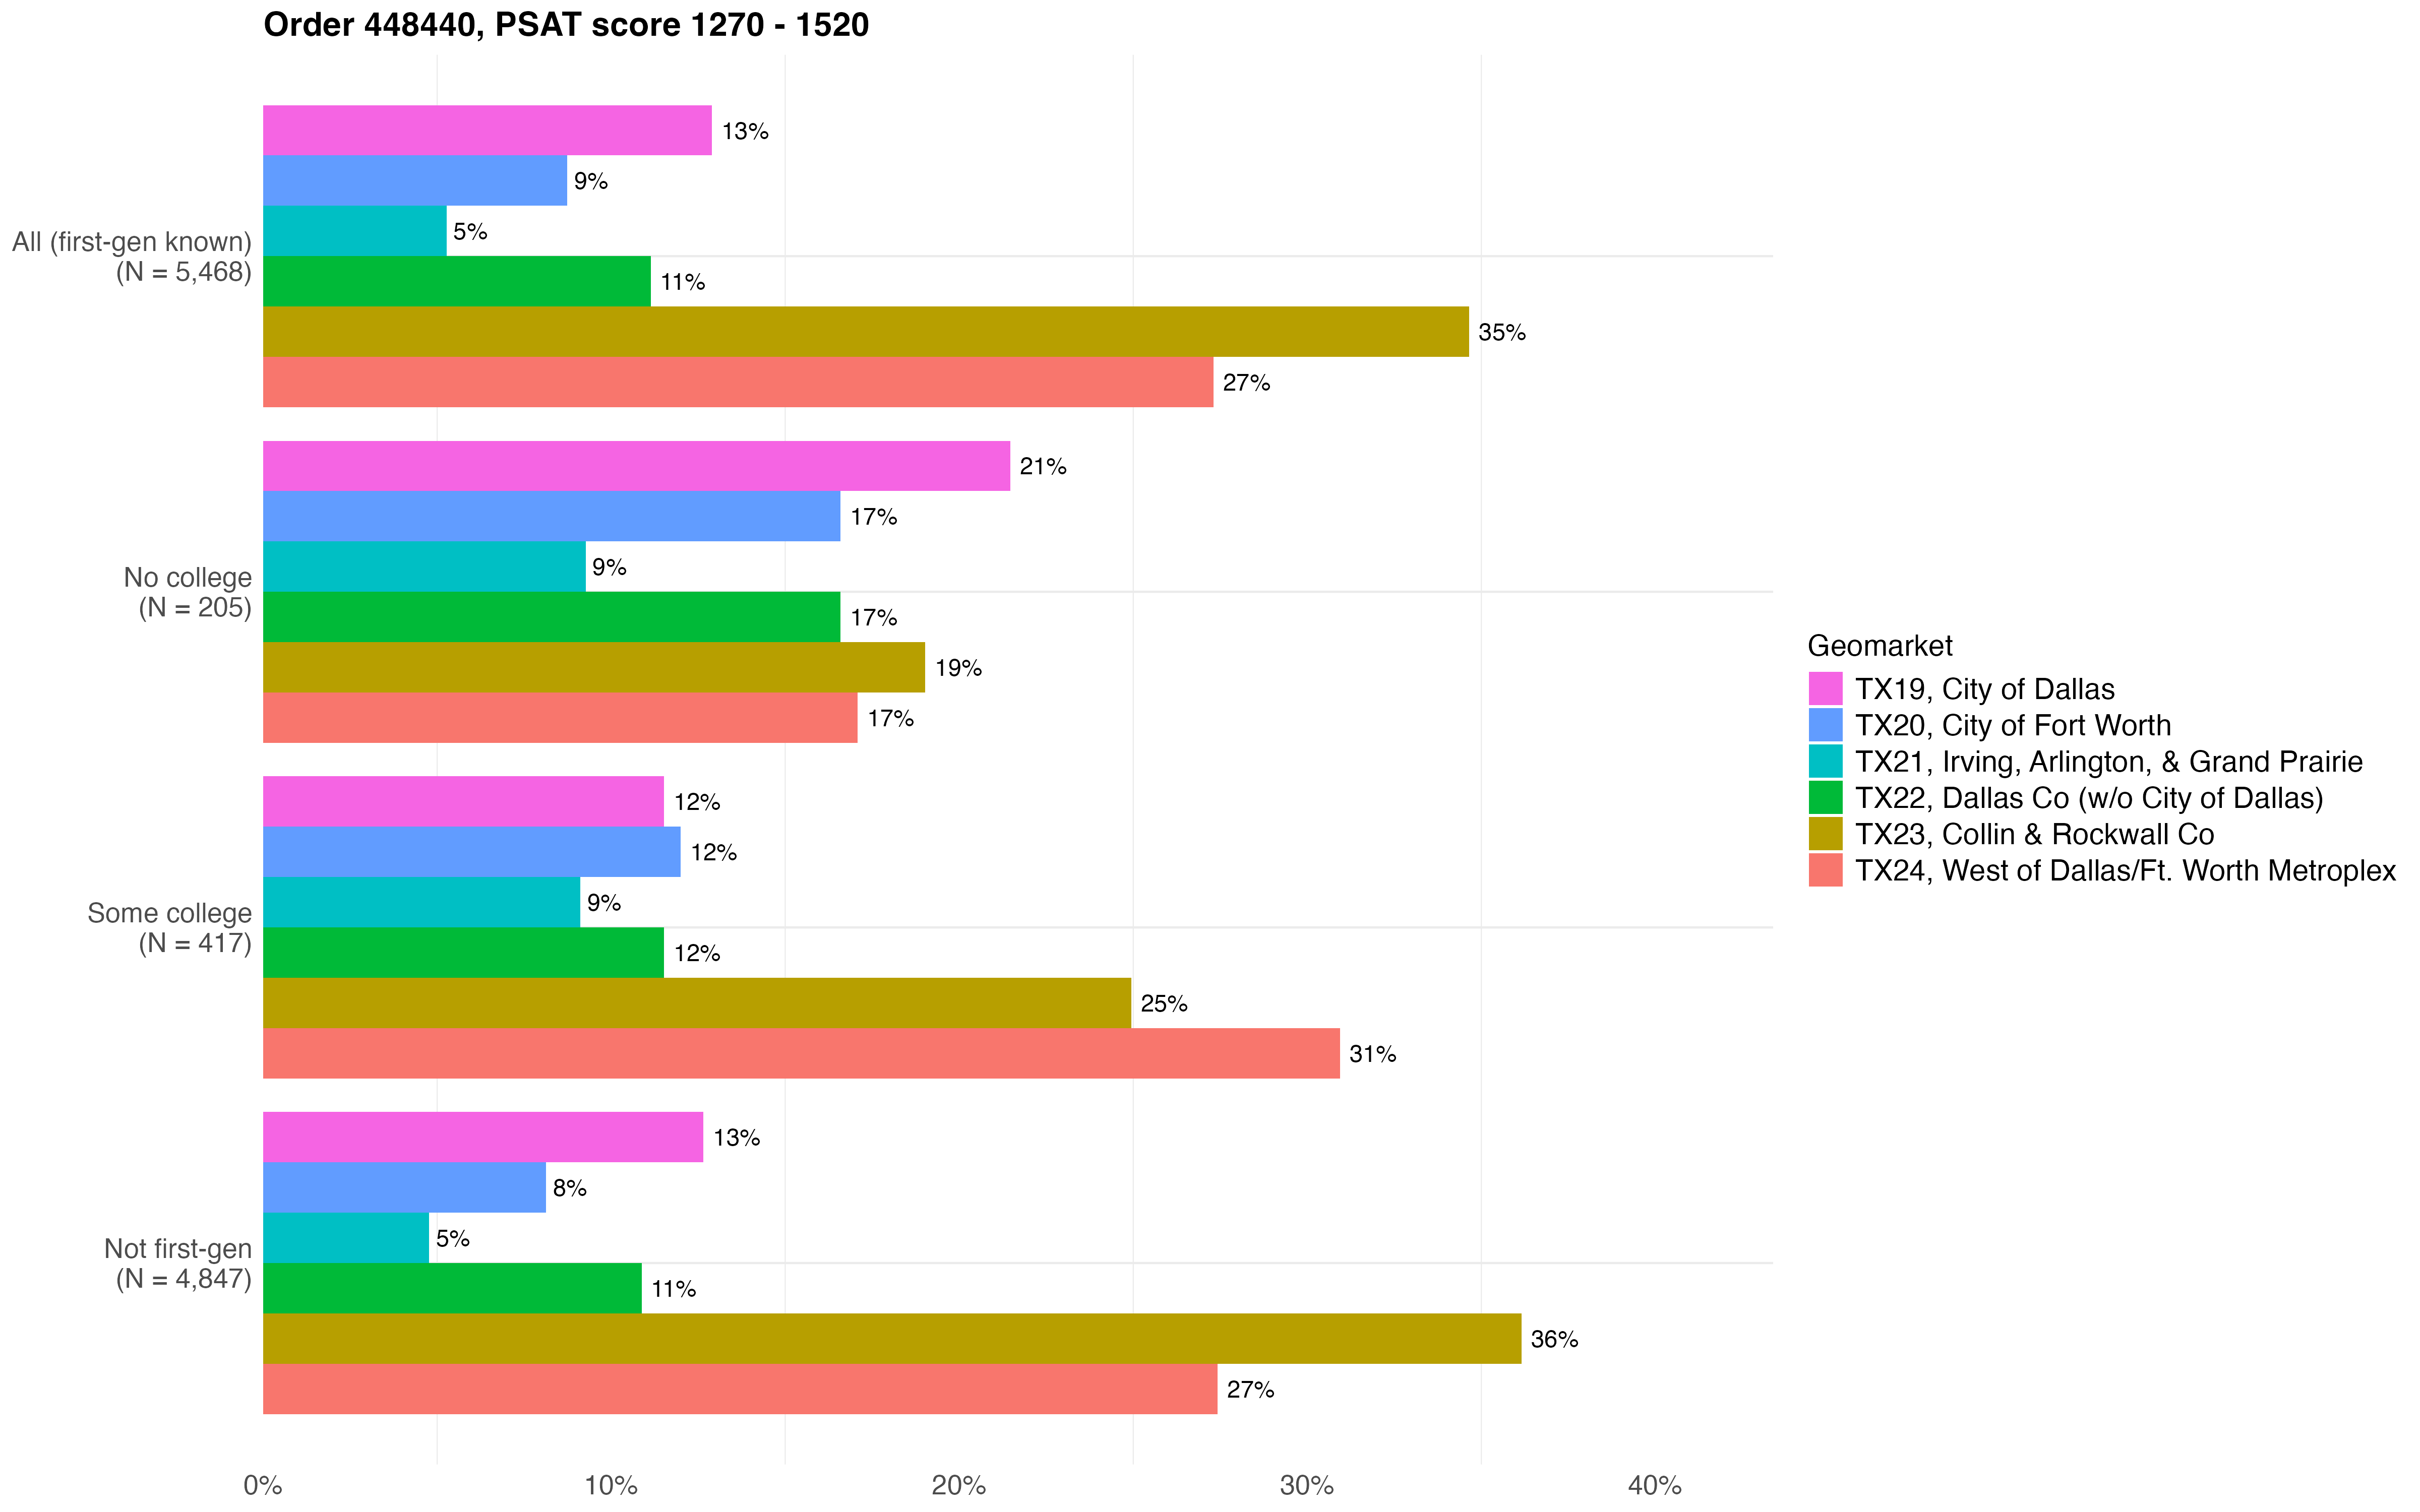 Order 448440, PSAT score 1270 - 1520
All (first-gen known)
(N = 5,468)
13%
9%
5%
11%
35%
27%
No college
(N = 205)
21%
17%
9%
17%
19%
17%
Some college
(N = 417)
12%
12%
9%
12%
25%
31%
Not first-gen
(N = 4,847)
13%
8%
5%
11%
36%
27%
0%
10%
20%
30%
40%
Geomarket
TX19, City of Dallas
TX20, City of Fort Worth
TX21, Irving, Arlington, & Grand Prairie
TX22, Dallas Co (w/o City of Dallas)
TX23, Collin & Rockwall Co
TX24, West of Dallas/Ft. Worth Metroplex